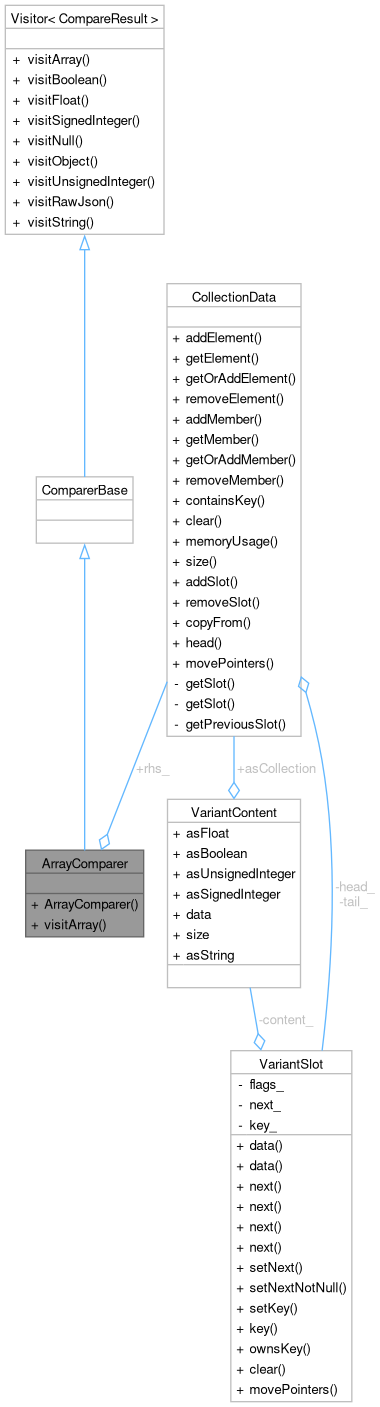 Visitor< CompareResult >
+ visitArray()
+ visitBoolean()
+ visitFloat()
+ visitSignedInteger()
+ visitNull()
+ visitObject()
+ visitUnsignedInteger()
+ visitRawJson()
+ visitString()
CollectionData
+ addElement()
+ getElement()
+ getOrAddElement()
+ removeElement()
+ addMember()
+ getMember()
+ getOrAddMember()
+ removeMember()
+ containsKey()
+ clear()
+ memoryUsage()
+ size()
+ addSlot()
+ removeSlot()
+ copyFrom()
+ head()
+ movePointers()
- getSlot()
- getSlot()
- getPreviousSlot()
ComparerBase
+rhs_
+asCollection
ArrayComparer
+ ArrayComparer()
+ visitArray()
VariantContent
+ asFloat
+ asBoolean
+ asUnsignedInteger
+ asSignedInteger
+ data
+ size
+ asString
-head_
-tail_
-content_
VariantSlot
- flags_
- next_
- key_
+ data()
+ data()
+ next()
+ next()
+ next()
+ next()
+ setNext()
+ setNextNotNull()
+ setKey()
+ key()
+ ownsKey()
+ clear()
+ movePointers()